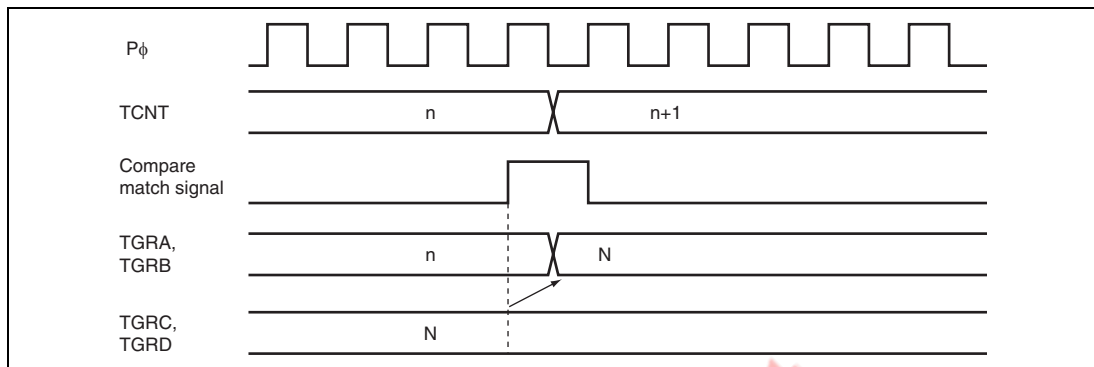 Pϕ
TCNT n n+1
Compare
match signal
TGRA,
TGRB n N
TGRC,
TGRD N